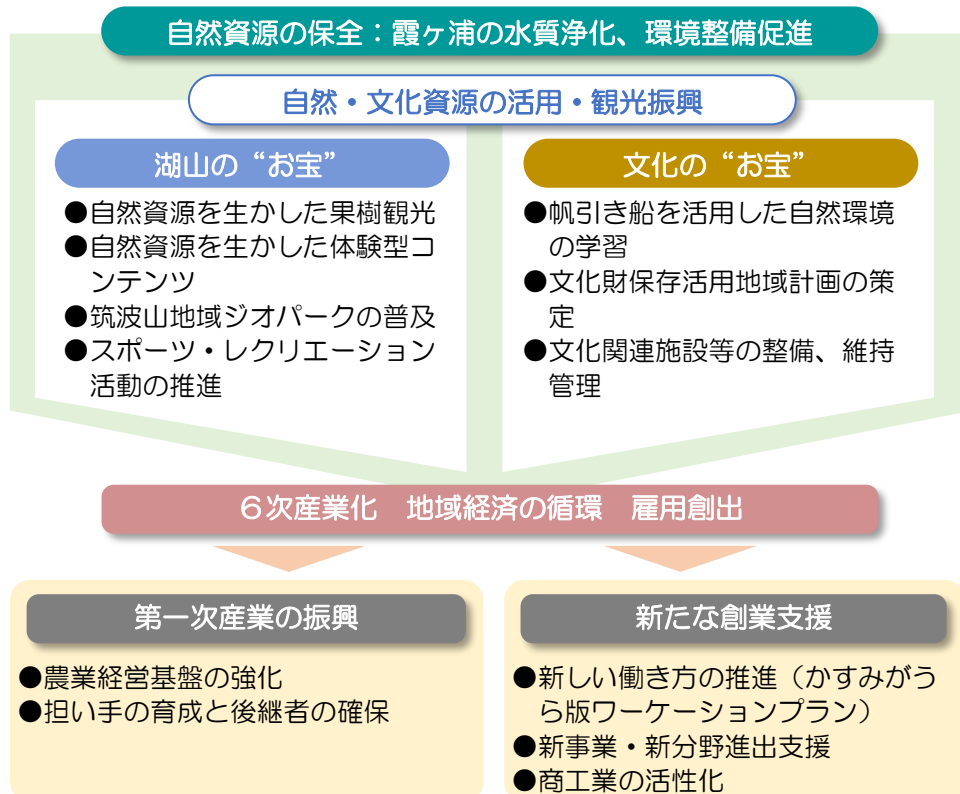 自然資源の保全：霞ヶ浦の水質浄化、環境整備促進
自然・文化資源の活用・観光振興
湖山の“お宝”
●自然資源を生かした果樹観光
●自然資源を生かした体験型コ
ンテンツ
●筑波山地域ジオパークの普及
●スポーツ・レクリエーション
活動の推進
文化の“お宝”
●帆引き船を活用した自然環境
の学習
●文化財保存活用地域計画の策
定
●文化関連施設等の整備、維持
管理
６次産業化　地域経済の循環　雇用創出
第一次産業の振興
●農業経営基盤の強化
●担い手の育成と後継者の確保
新たな創業支援
●新しい働き方の推進（かすみがう
ら版ワーケーションプラン）
●新事業・新分野進出支援
●商工業の活性化